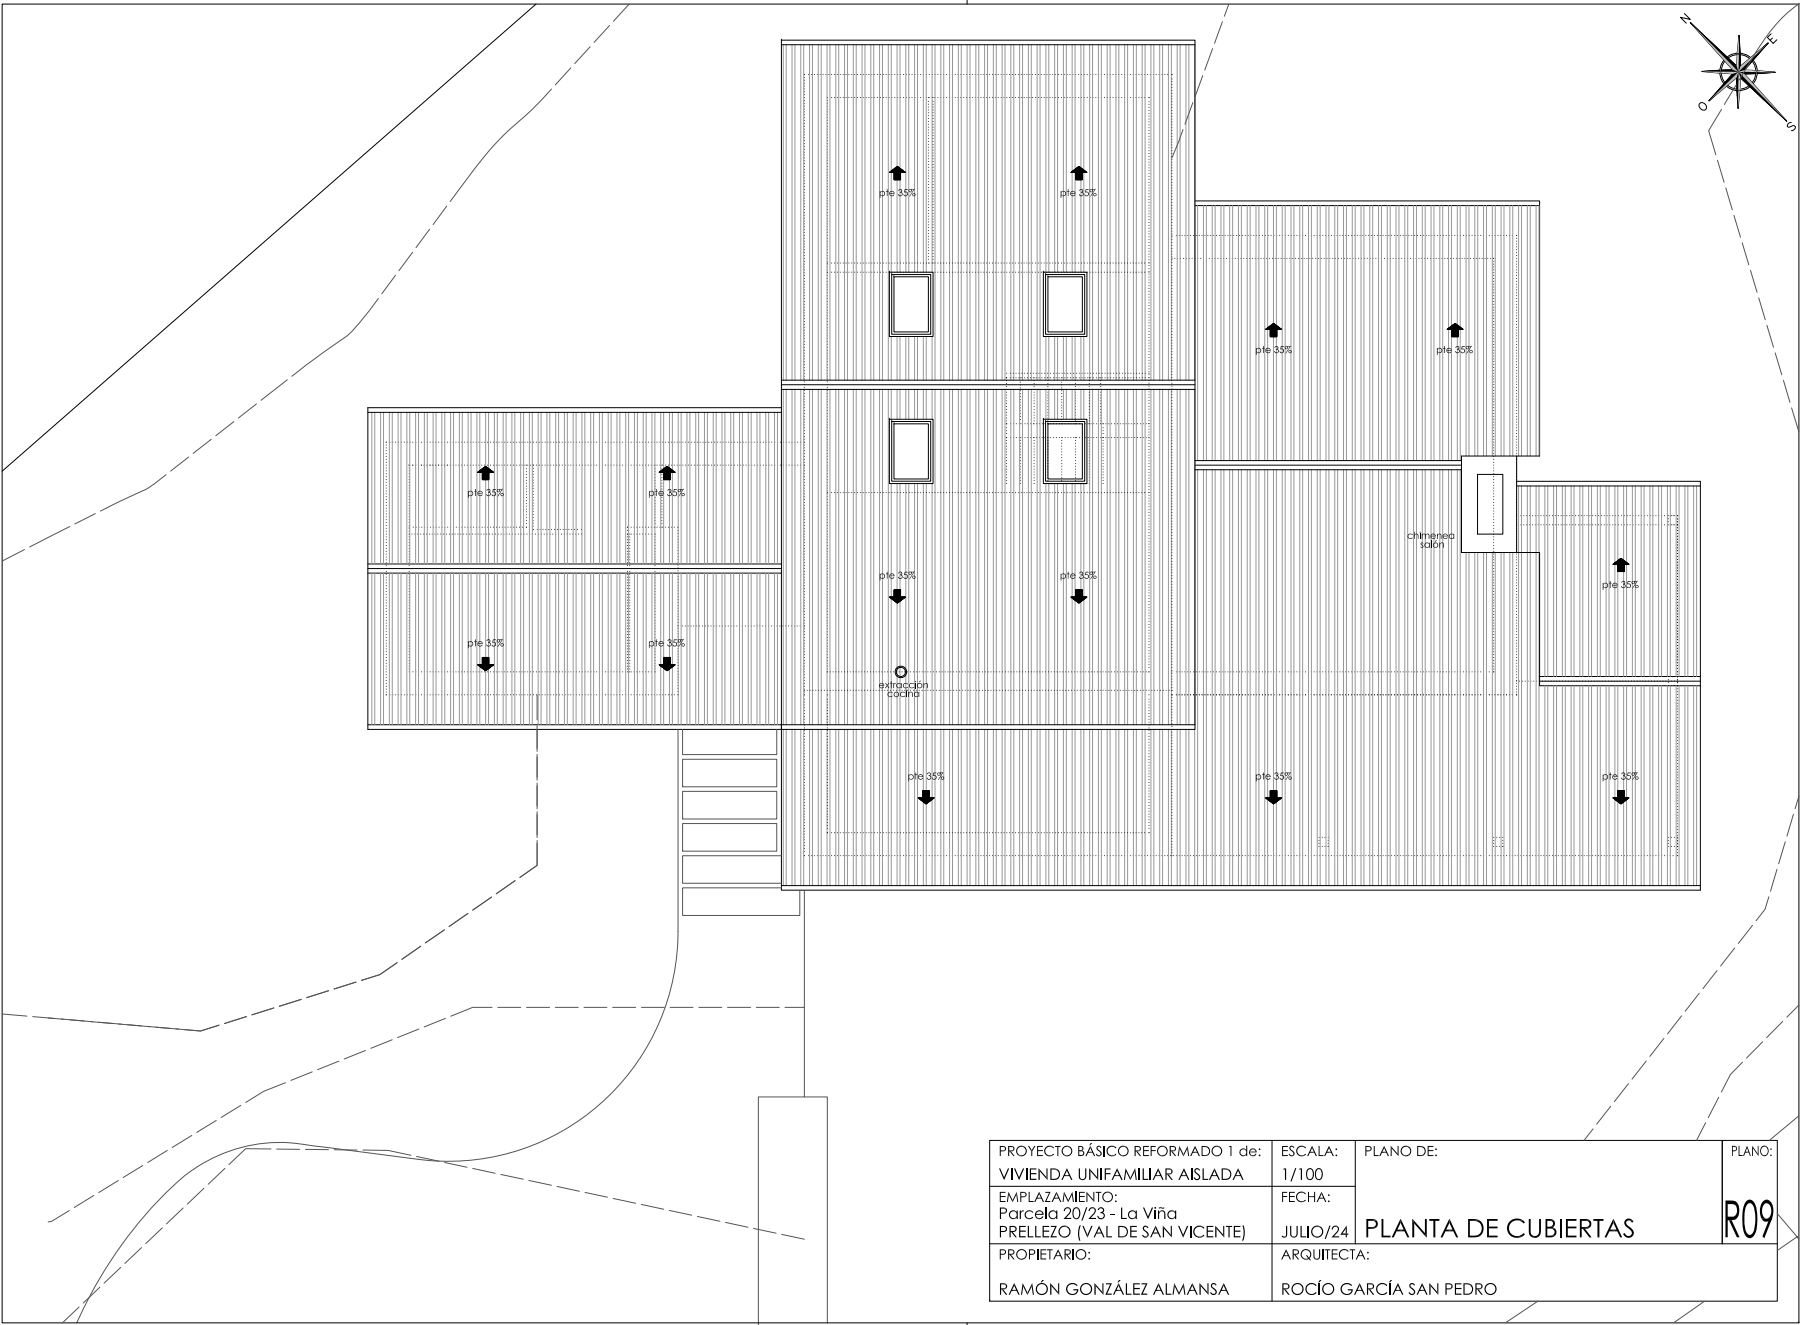 N
E
O
S
pte 35%
pte 35%
pte 35%
pte 35%
pte 35%
pte 35%
chimenea
salón
pte 35%
pte 35%
pte 35%
pte 35%
pte 35%
extracción
cocina
pte 35%
pte 35%
pte 35%
PROYECTO BÁSICO REFORMADO 1 de:
VIVIENDA UNIFAMILIAR AISLADA
ESCALA:
1/100
PLANO DE:
PLANTA DE CUBIERTAS
PLANO:
R09
EMPLAZAMIENTO:
Parcela 20/23 - La Viña
PRELLEZO (VAL DE SAN VICENTE)
FECHA:
JULIO/24
PROPIETARIO:
RAMÓN GONZÁLEZ ALMANSA
ARQUITECTA:
ROCÍO GARCÍA SAN PEDRO